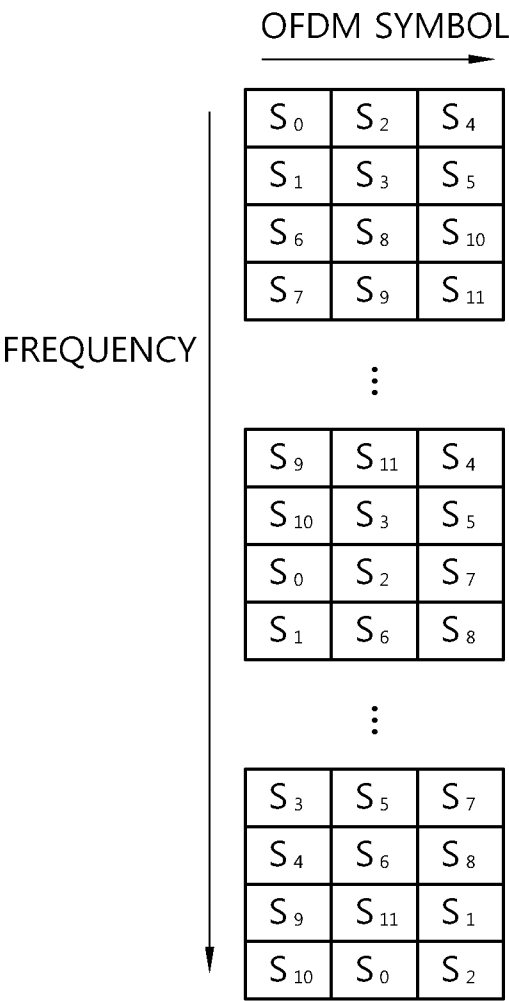 OFDM SYMBOL
S0 S2 S4
S1 S3 S5
S6 S8 S10
S7 S9 S11
FREQUENCY
⋮
S9 S11 S4
S10 S3 S5
S0 S2 S7
S1 S6 S8
⋮
S3 S5 S7
S4 S6 S8
S9 S11 S1
S10 S0 S2